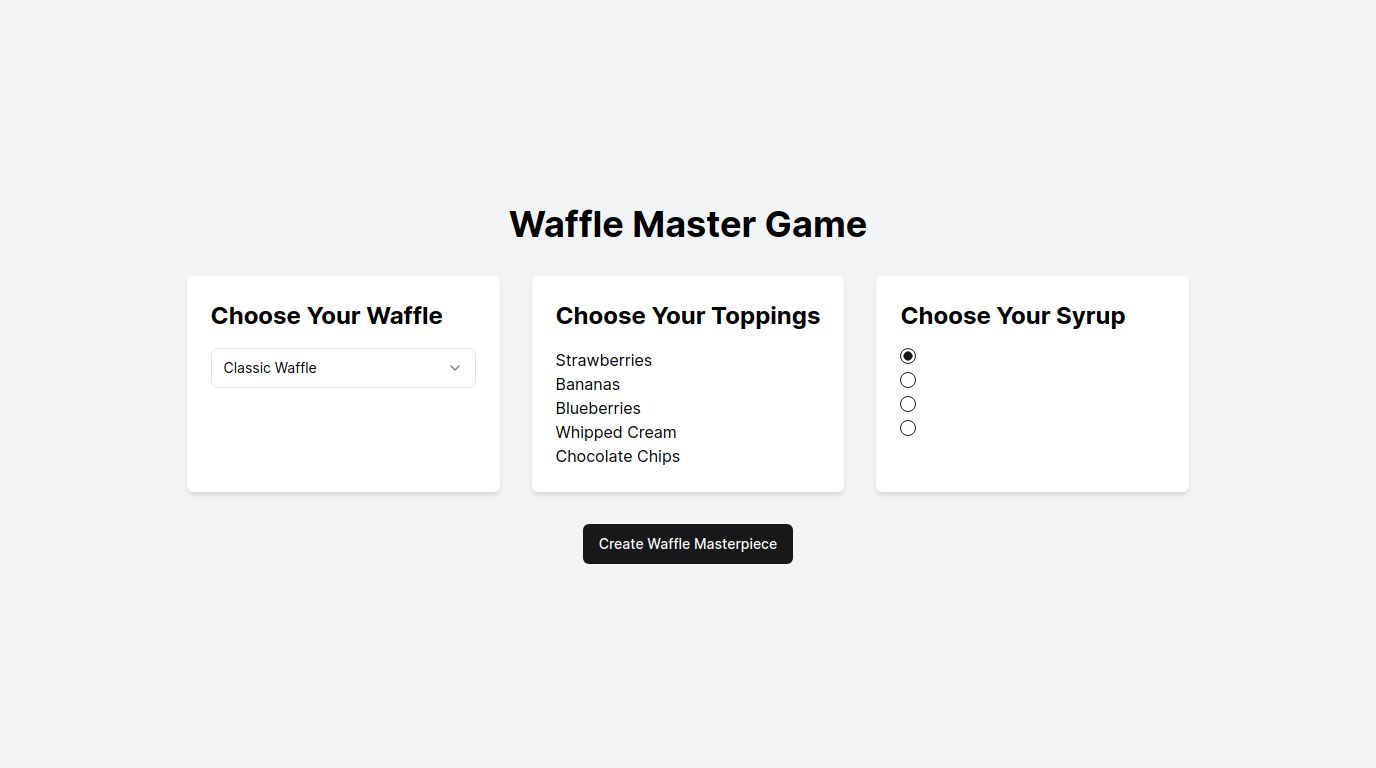 Waffle Master Game
Choose Your Waffle
Classic Waffle
Choose Your Toppings
Strawberries
Bananas
Blueberries
Whipped Cream
Chocolate Chips
Choose Your Syrup
Create Waffle Masterpiece